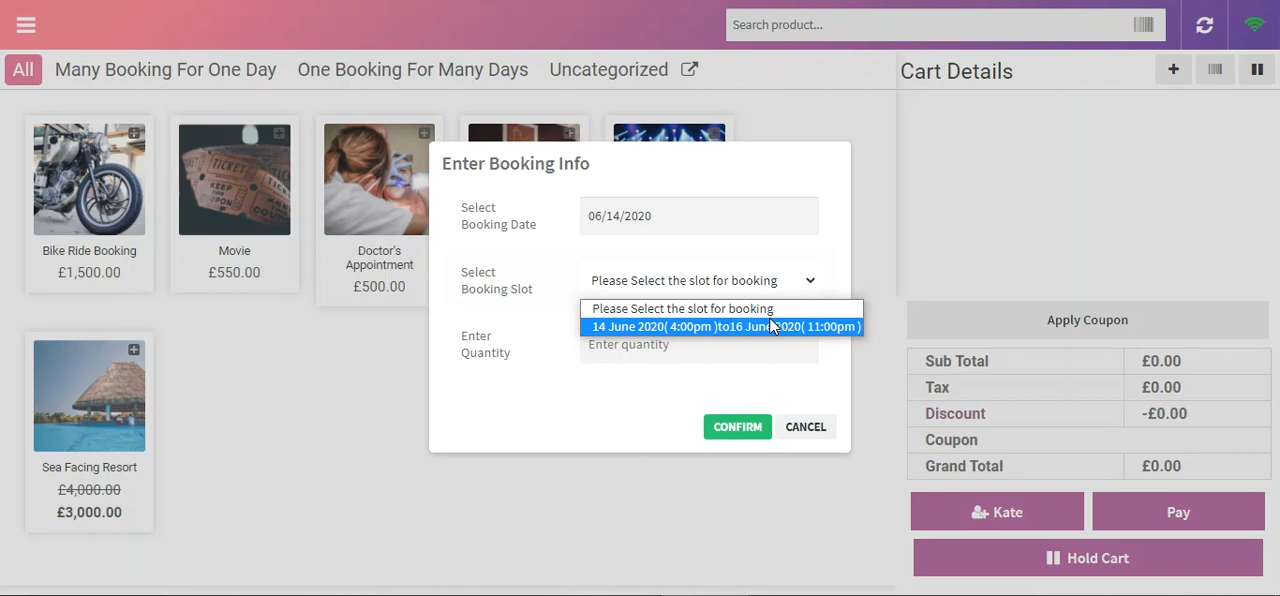 Search product...
All Many Booking For One Day One Booking For Many Days Uncategorized
Cart Details
Bike Ride Booking
£1,500.00
TICKET
KEEP THIS COUPON
Movie
£550.00
Doctor's
Appointment
£500.00
Sea Facing Resort
£4,000.00
£3,000.00
Enter Booking Info
Select
Booking Date
06/14/2020
Select
Booking Slot
Please Select the slot for booking
Please Select the slot for booking
14 June 2020( 4:00pm )to16 June 2020( 11:00pm )
Enter
Quantity
Enter quantity
CONFIRM CANCEL
Apply Coupon
Sub Total £0.00
Tax £0.00
Discount -£0.00
Coupon
Grand Total £0.00
Kate Pay
Hold Cart